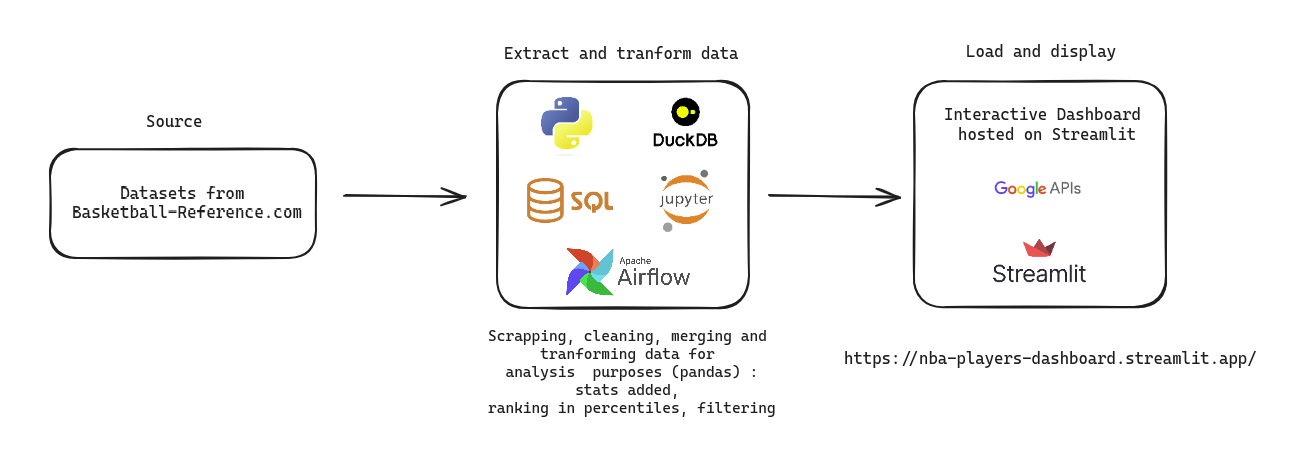 Source
Datasets from
Basketball=Reference.com
Extract and tranform data
DuckDB
SQL
jupyter
Apache
Airflow
Scrapping, cleaning, merging and
tranforming data for
analysis  purposes (pandas) :
stats added,
ranking in percentiles, filtering
Load and display
Interactive Dashboard
hosted on Streamlit
Google APIs
Streamlit
https://nba-players-dashboard.streamlit.app/